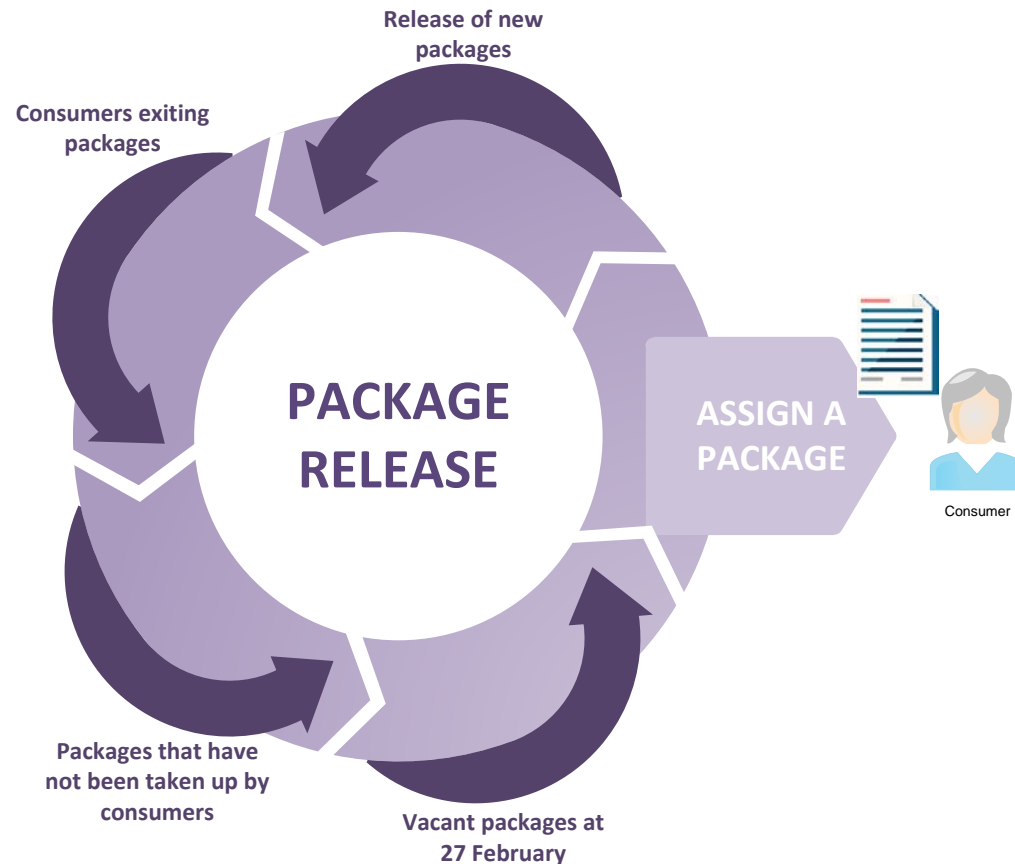 Release of new
packages
Consumers exiting
packages
PACKAGE
RELEASE
ASSIGN A
PACKAGE
Consumer
Packages that have
not been taken up by
consumers
Vacant packages at
27 February